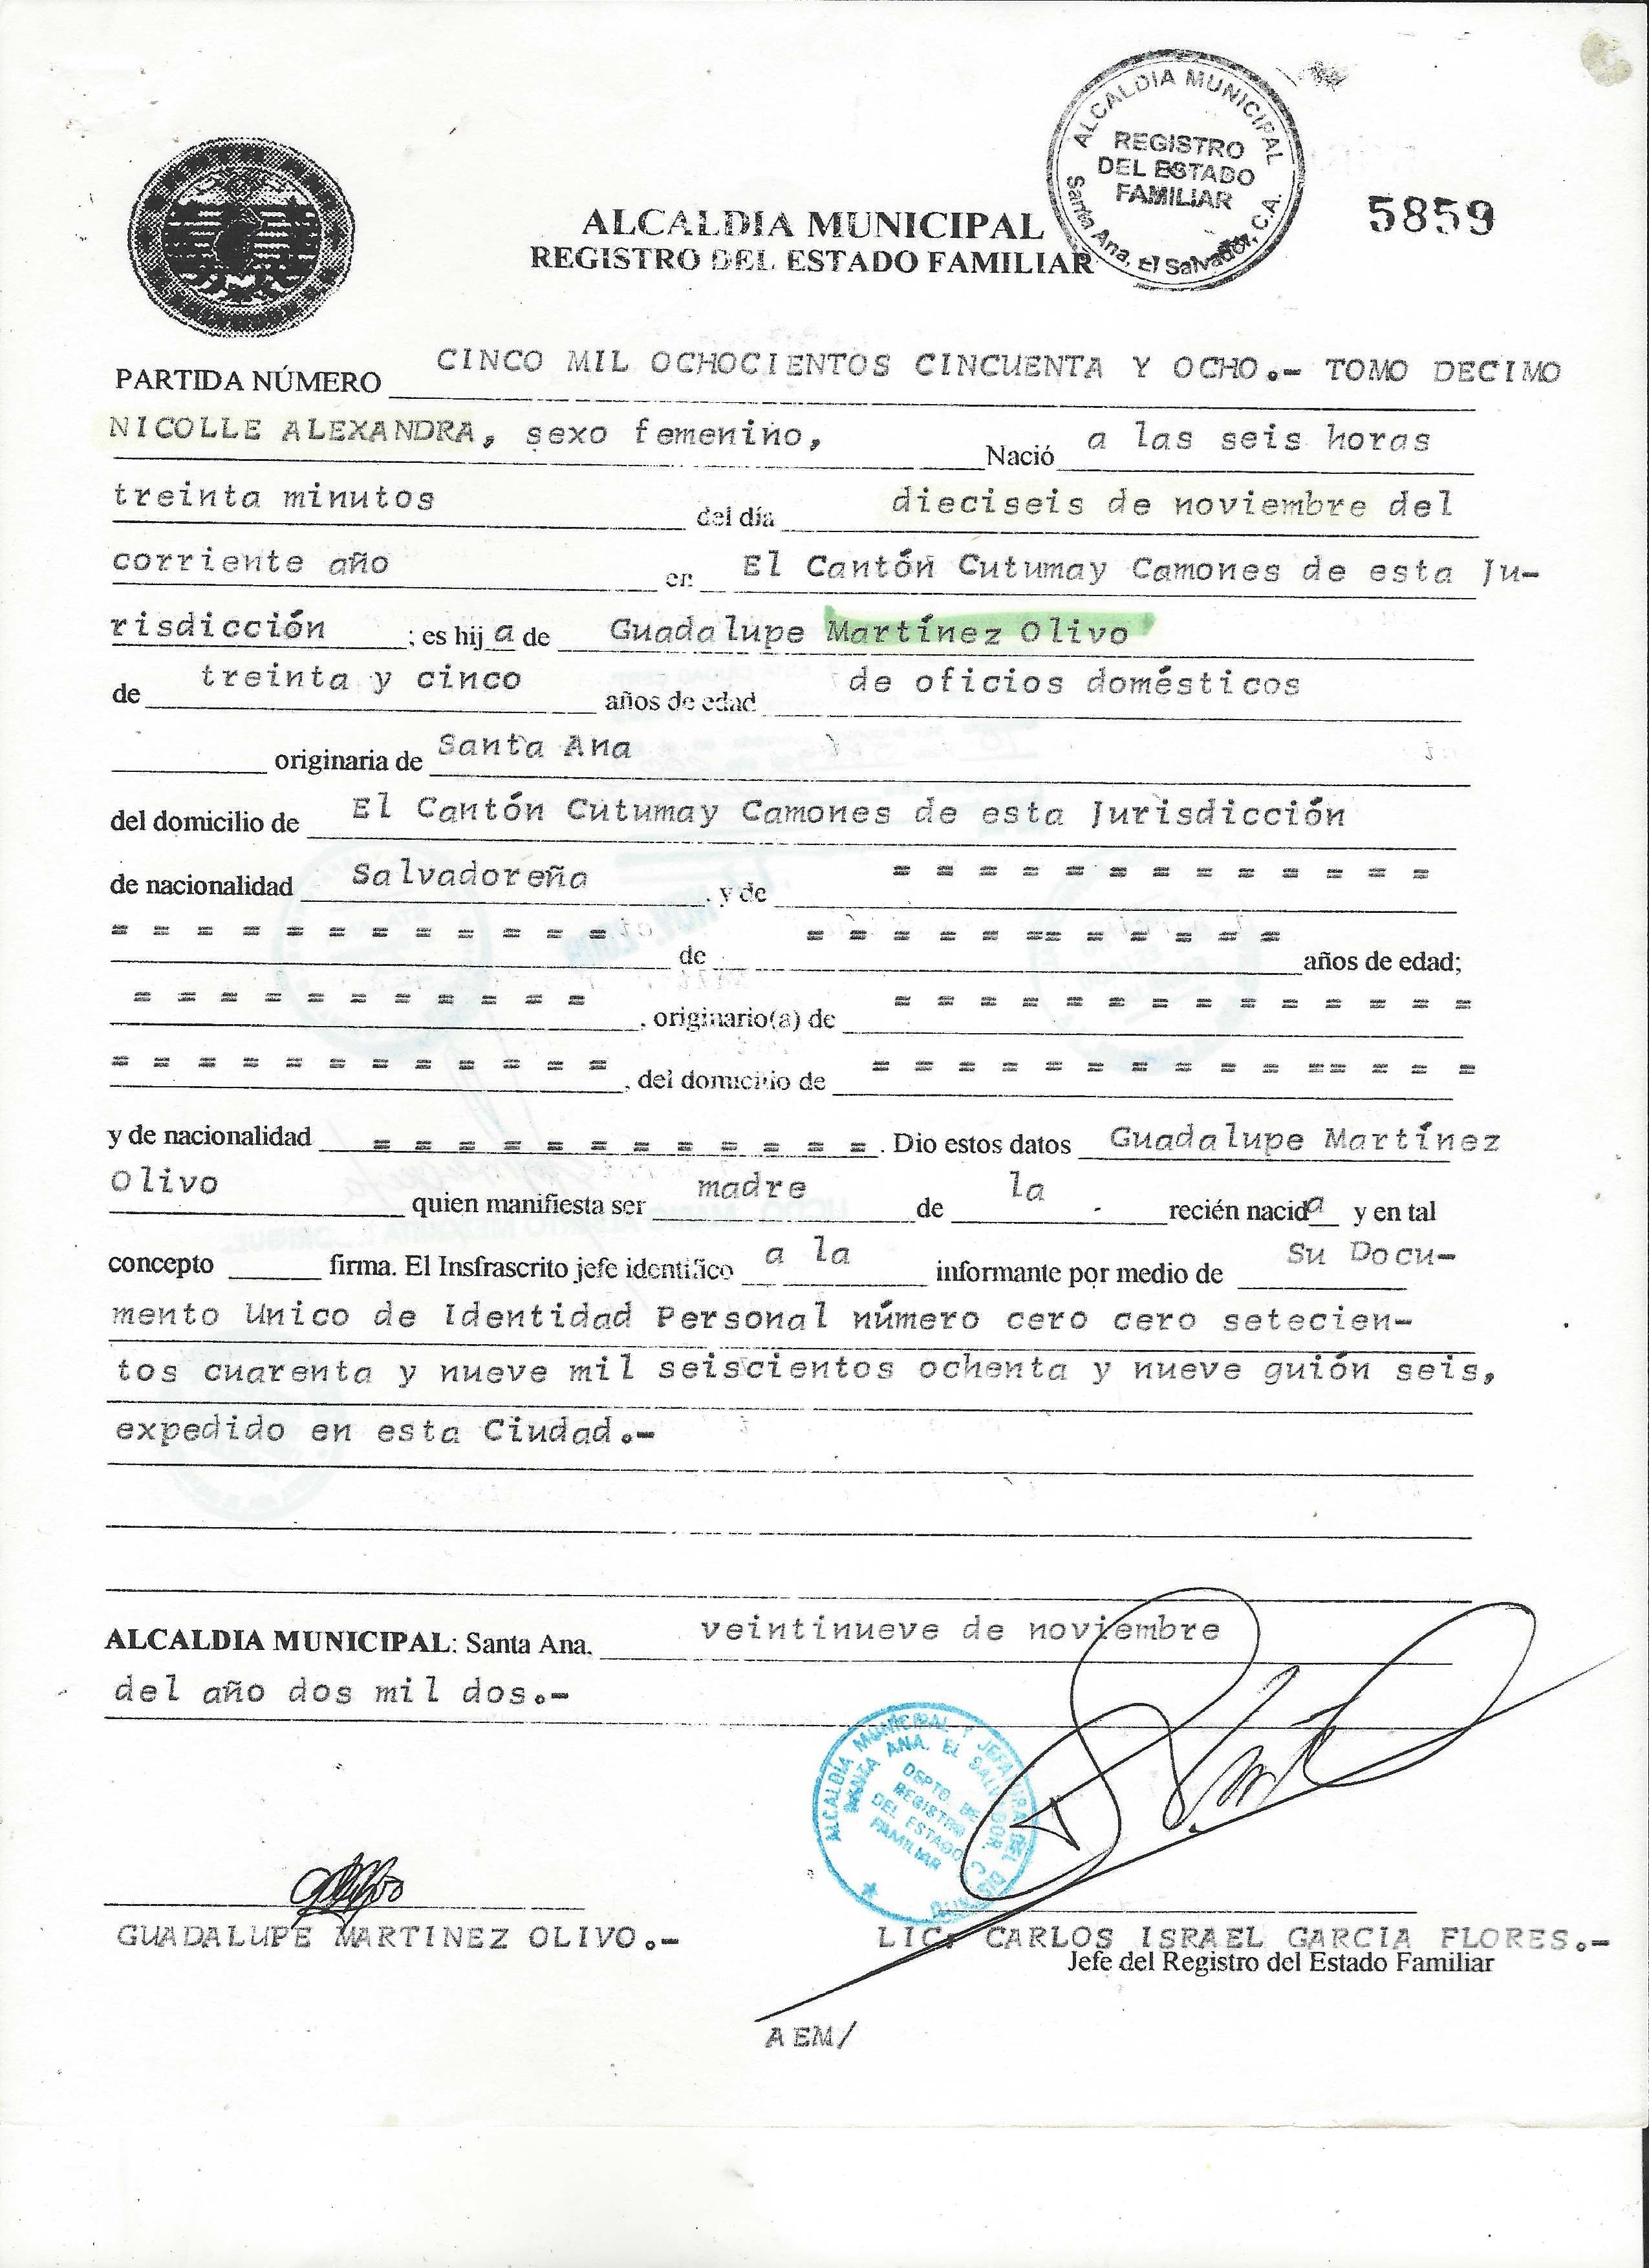 ALCALDIA MUNICIPAL
REGISTRO
DEL ESTADO
FAMILIAR
Santa Ana, El Salvador, C.A.
5859
ALCALDIA MUNICIPAL
REGISTRO DEL ESTADO FAMILIAR
PARTIDA NÚMERO CINCO MIL OCHOCIENTOS CINCUENTA Y OCHO.- TOMO DECIMO
NICOLLE ALEXANDRA, sexo femenino, Nació a las seis horas
treinta minutos del día dieciseis de noviembre del
corriente año en El Cantón Cutumay Camones de esta Ju-
risdicción ; es hij a de Guadalupe Martínez Olivo
de treinta y cinco años de edad de oficios domésticos
originaria de Santa Ana
del domicilio de El Cantón Cutumay Camones de esta Jurisdicción
de nacionalidad Salvadoreña . y de = = = = = = = = = = = = =
= = = = = = = = = = = = de = = = = = = = = = = = años de edad;
= = = = = = = = = = = , originario(a) de = = = = = = = = = = = = = =
= = = = = = = = = = = = , del domicilio de = = = = = = = = = = = = = =
y de nacionalidad = = = = = = = = = = = = . Dio estos datos Guadalupe Martínez
Olivo quien manifiesta ser madre de la - recién nacida y en tal
concepto firma. El Insfrascrito jefe identifico a la informante por medio de Su Docu-
mento Unico de Identidad Personal número cero cero setecien-
tos cuarenta y nueve mil seiscientos ochenta y nueve guión seis,
expedido en esta Ciudad.-
ALCALDIA MUNICIPAL: Santa Ana. veintinueve de noviembre
del año dos mil dos.-
ALCALDIA MUNICIPAL Y JEFATURA DEL DISTRITO
SANTA ANA. EL SALVADOR, C
DEPTO. DE
REGISTRO
DEL ESTADO
FAMILIAR
GUADALUPE MARTINEZ OLIVO.-
LIC. CARLOS ISRAEL GARCIA FLORES.-
Jefe del Registro del Estado Familiar
AEM/